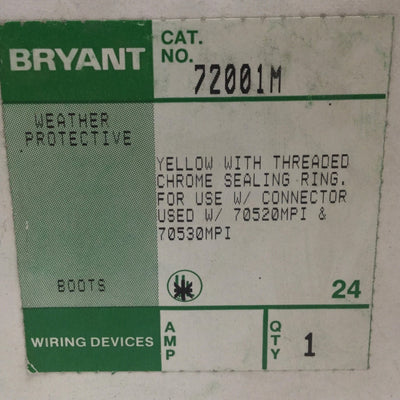 BRYANT
CAT.
NO. 72001M
WEATHER
PROTECTIVE
YELLOW WITH THREADED
CHROME SEALING RING.
FOR USE W/ CONNECTOR
USED W/ 70520MPI &
70530MPI
BOOTS
24
WIRING DEVICES
AMP
QTY
1